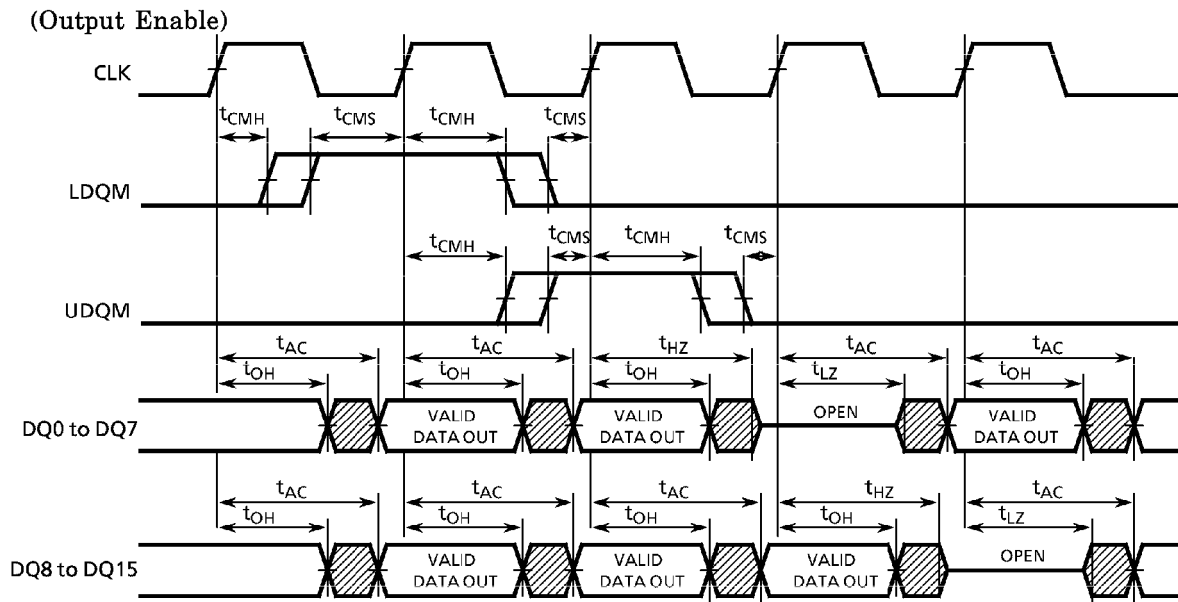 (Output Enable)
CLK
tCMH tCMS tCMH tCMS
LDQM
tCMH tCMS tCMH tCMS
UDQM
tAC tAC tHZ tAC tAC
tOH tOH tOH tLZ tOH
DQ0 to DQ7
VALID DATA OUT
VALID DATA OUT
OPEN
VALID DATA OUT
tAC tAC tAC tHZ tAC
tOH tOH tOH tOH tLZ
DQ8 to DQ15
VALID DATA OUT
VALID DATA OUT
VALID DATA OUT
OPEN